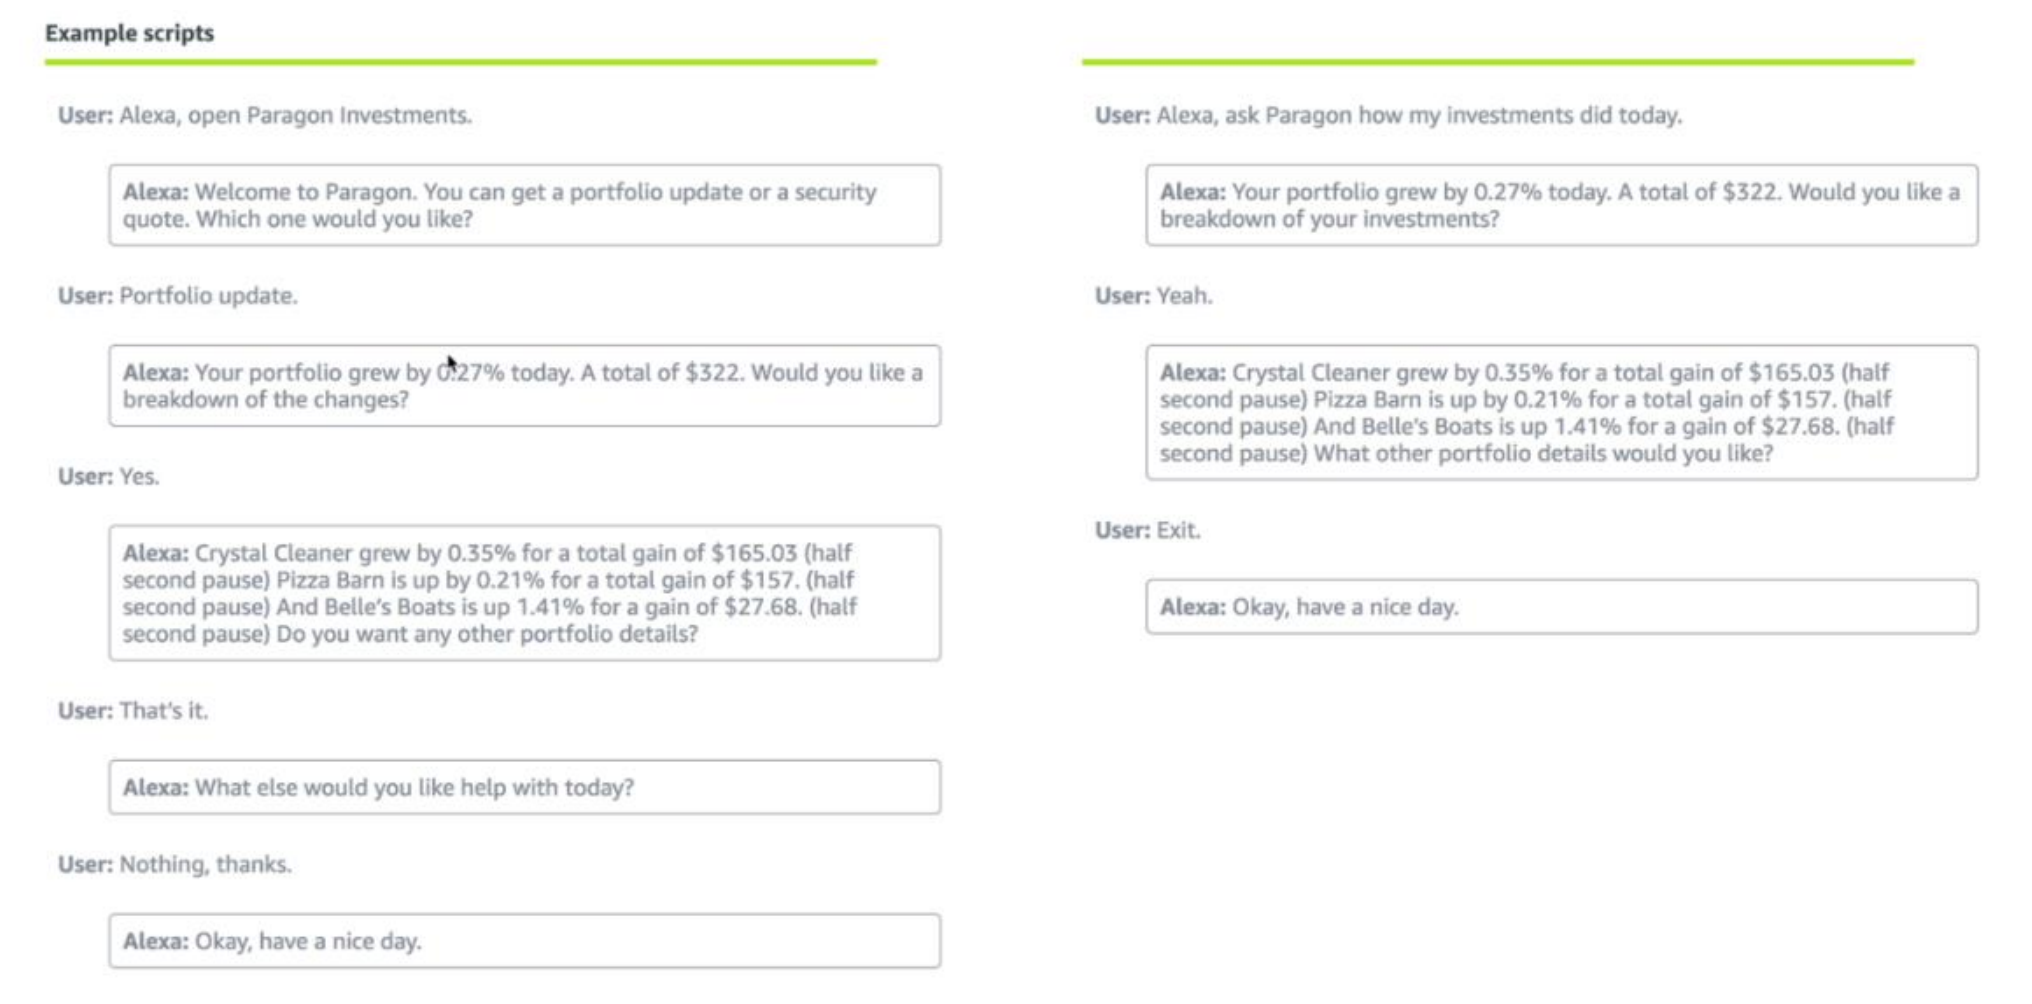 Example scripts
User: Alexa, open Paragon Investments.
Alexa: Welcome to Paragon. You can get a portfolio update or a security
quote. Which one would you like?
User: Portfolio update.
Alexa: Your portfolio grew by 0.27% today. A total of $322. Would you like a
breakdown of the changes?
User: Yes.
Alexa: Crystal Cleaner grew by 0.35% for a total gain of $165.03 (half
second pause) Pizza Barn is up by 0.21% for a total gain of $157. (half
second pause) And Belle's Boats is up 1.41% for a gain of $27.68. (half
second pause) Do you want any other portfolio details?
User: That's it.
Alexa: What else would you like help with today?
User: Nothing, thanks.
Alexa: Okay, have a nice day.
User: Alexa, ask Paragon how my investments did today.
Alexa: Your portfolio grew by 0.27% today. A total of $322. Would you like a
breakdown of your investments?
User: Yeah.
Alexa: Crystal Cleaner grew by 0.35% for a total gain of $165.03 (half
second pause) Pizza Barn is up by 0.21% for a total gain of $157. (half
second pause) And Belle's Boats is up 1.41% for a gain of $27.68. (half
second pause) What other portfolio details would you like?
User: Exit.
Alexa: Okay, have a nice day.